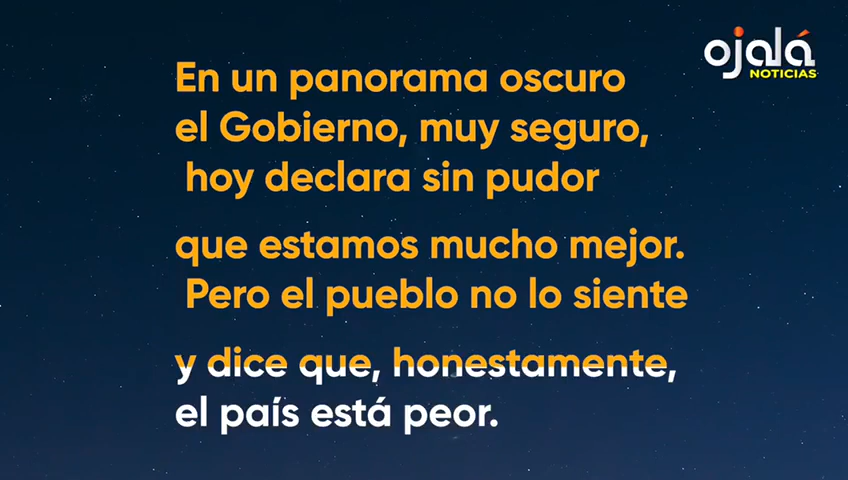 ojalá
NOTICIAS
En un panorama oscuro
el Gobierno, muy seguro,
hoy declara sin pudor
que estamos mucho mejor.
Pero el pueblo no lo siente
y dice que, honestamente,
el país está peor.